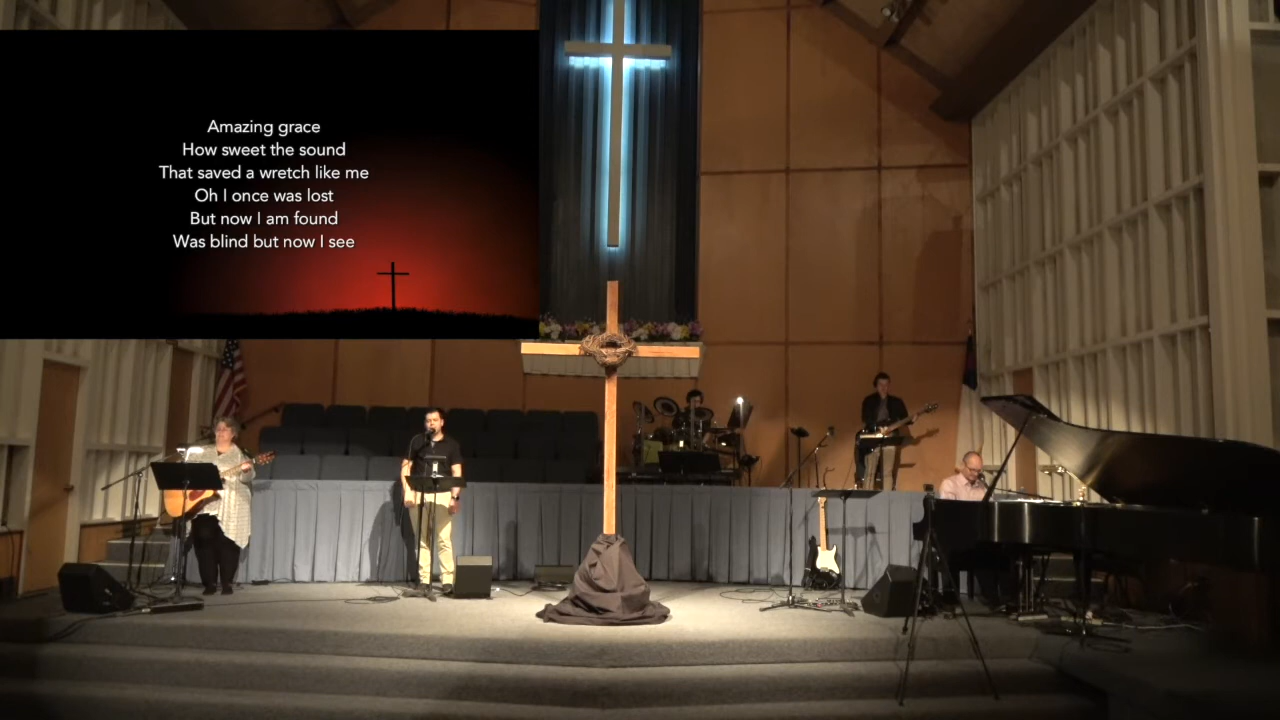 Amazing grace
How sweet the sound
That saved a wretch like me
Oh I once was lost
But now I am found
Was blind but now I see